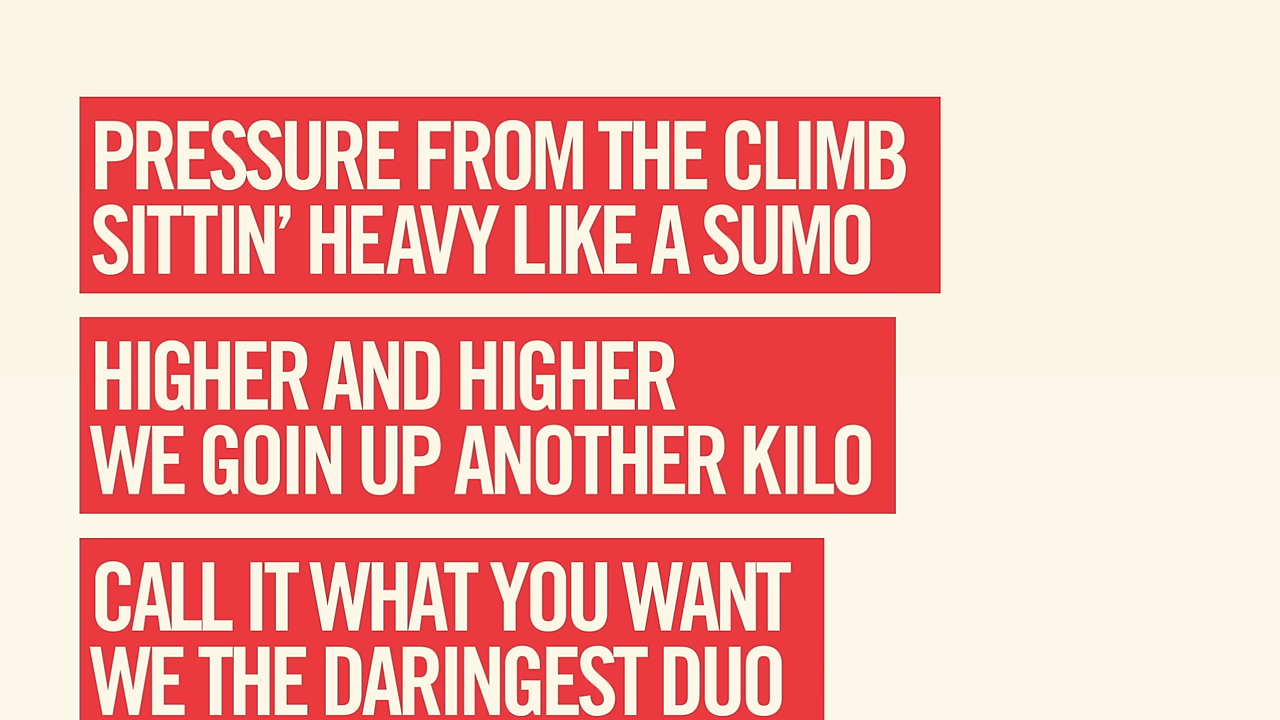 PRESSURE FROM THE CLIMB
SITTIN’ HEAVY LIKE A SUMO
HIGHER AND HIGHER
WE GOIN UP ANOTHER KILO
CALL IT WHAT YOU WANT
WE THE DARINGEST DUO